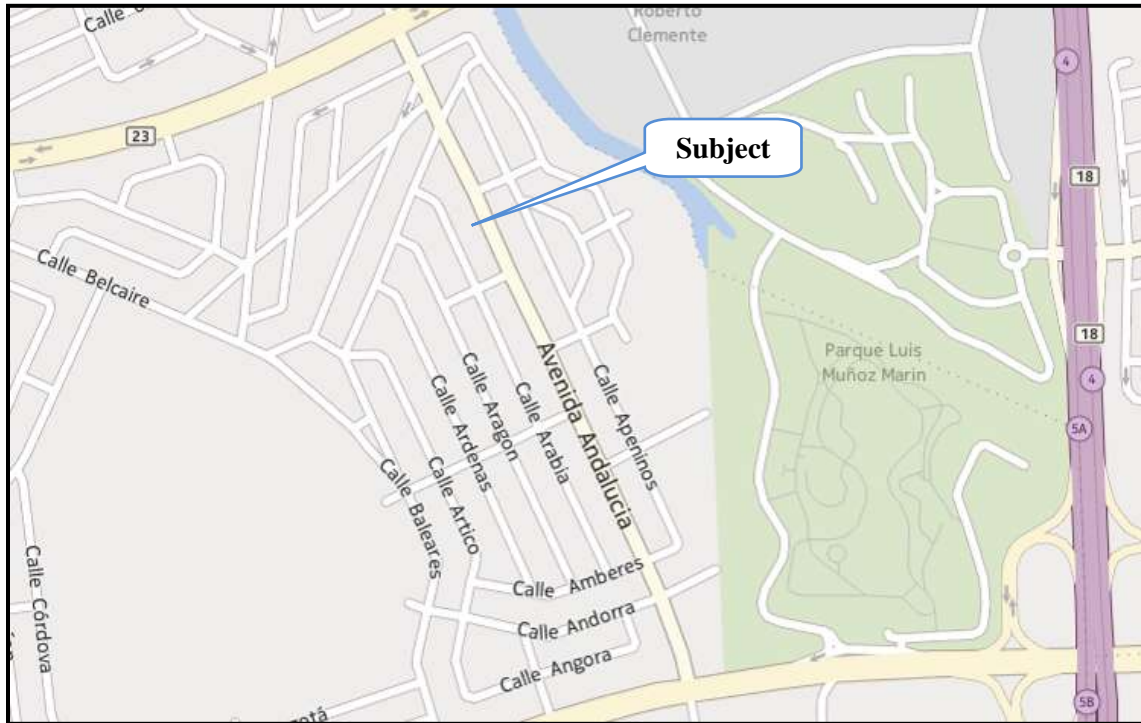 Roberto
Clemente
4
23
Subject
18
Calle Belcaire
18
Parque Luis
Muñoz Marin
4
Avenida Andalucia
Calle Apeninos
Calle Arabia
Calle Aragon
Calle Ardenas
Calle Artico
Calle Baleares
5A
Calle Córdova
Calle Amberes
Calle Andorra
Calle Angora
5B